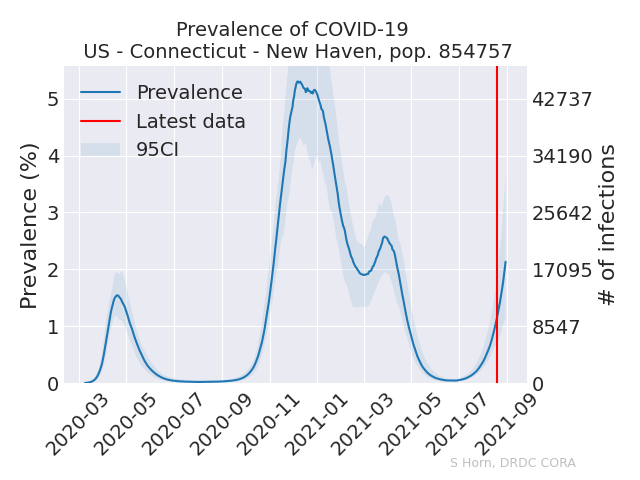 Prevalence of COVID-19
US - Connecticut - New Haven, pop. 854757
Prevalence
Latest data
95CI
Prevalence (%)
5
4
3
2
1
0
42737
34190
25642
17095
8547
0
# of infections
2020-03
2020-05
2020-07
2020-09
2020-11
2021-01
2021-03
2021-05
2021-07
2021-09
S Horn, DRDC CORA